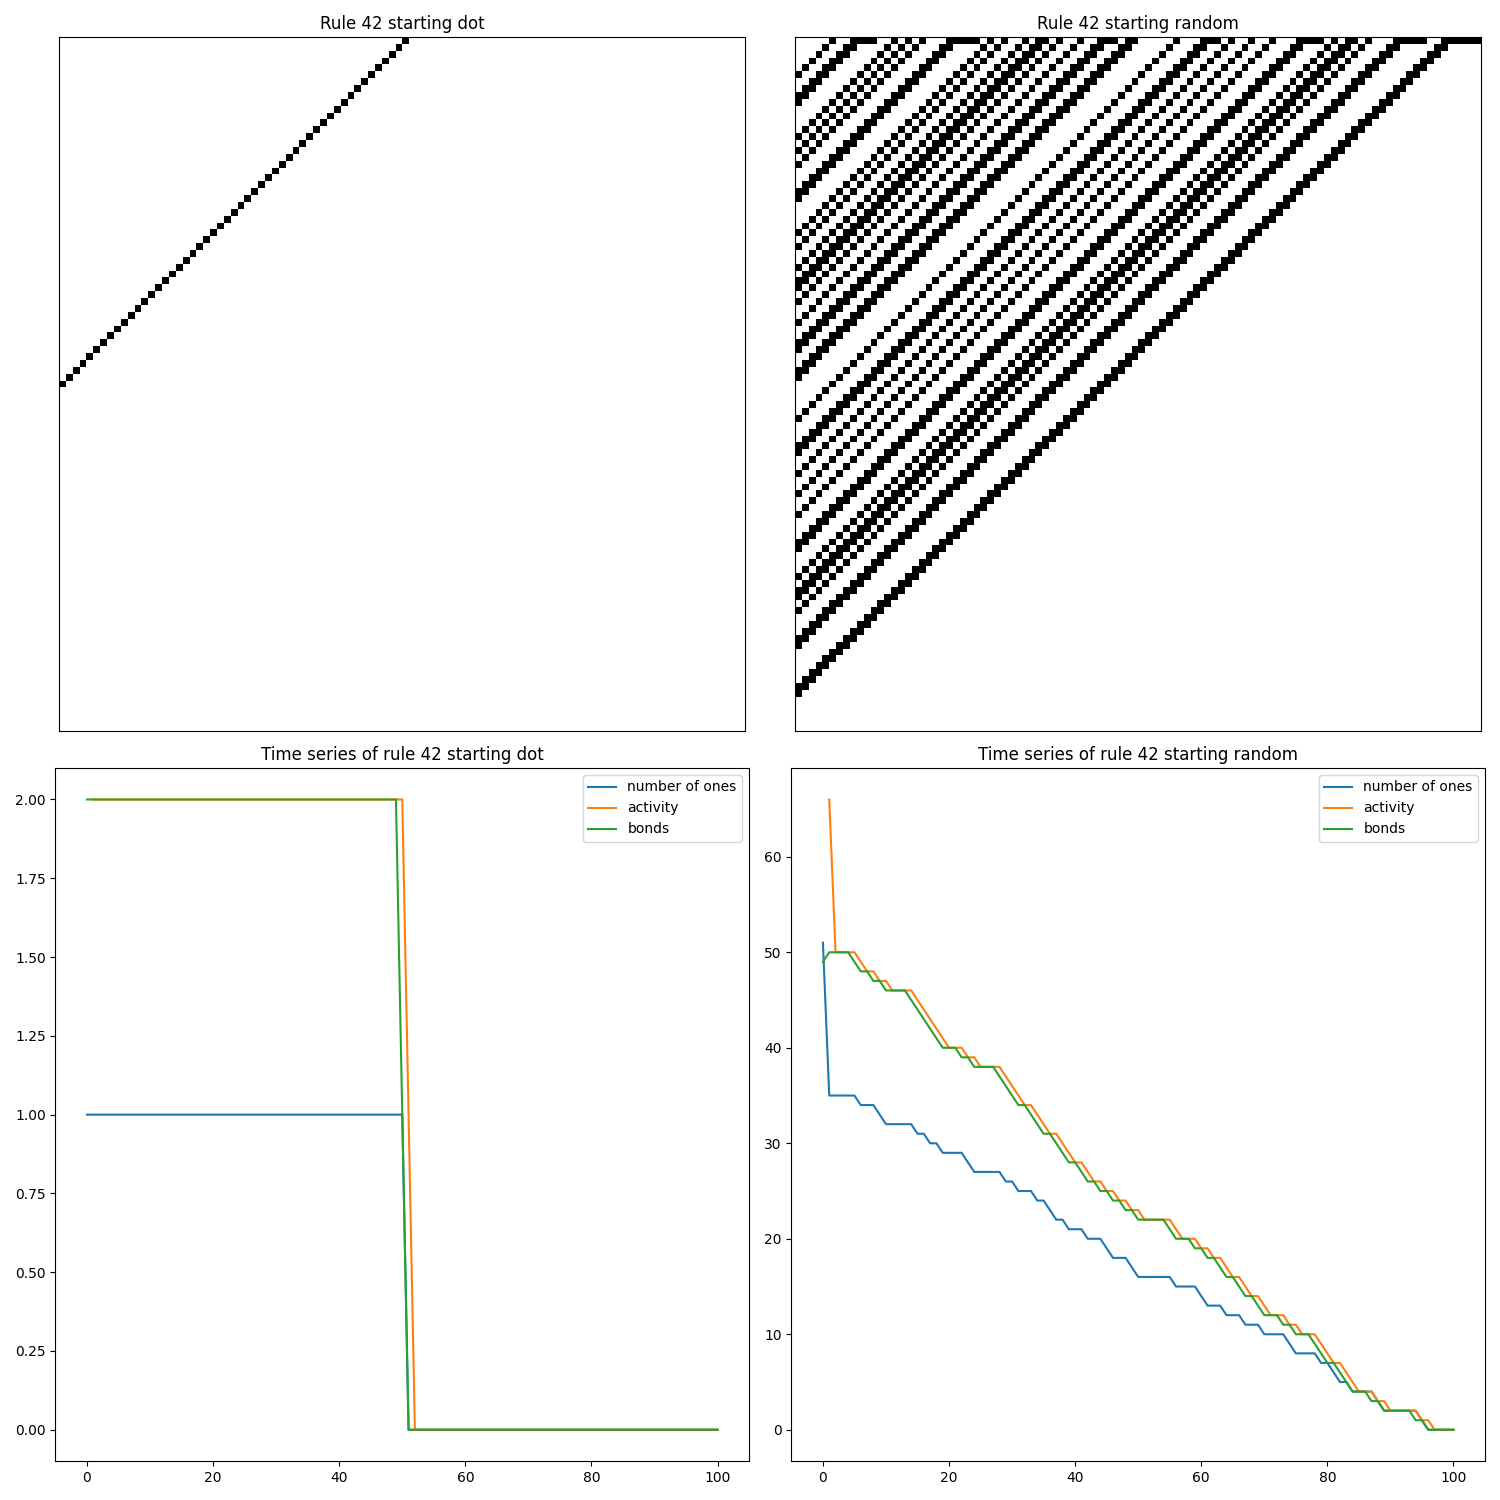 Rule 42 starting dot
Rule 42 starting random
Time series of rule 42 starting dot
number of ones
activity
bonds
2.00
1.75
1.50
1.25
1.00
0.75
0.50
0.25
0.00
0 20 40 60 80 100
Time series of rule 42 starting random
number of ones
activity
bonds
60
50
40
30
20
10
0
0 20 40 60 80 100